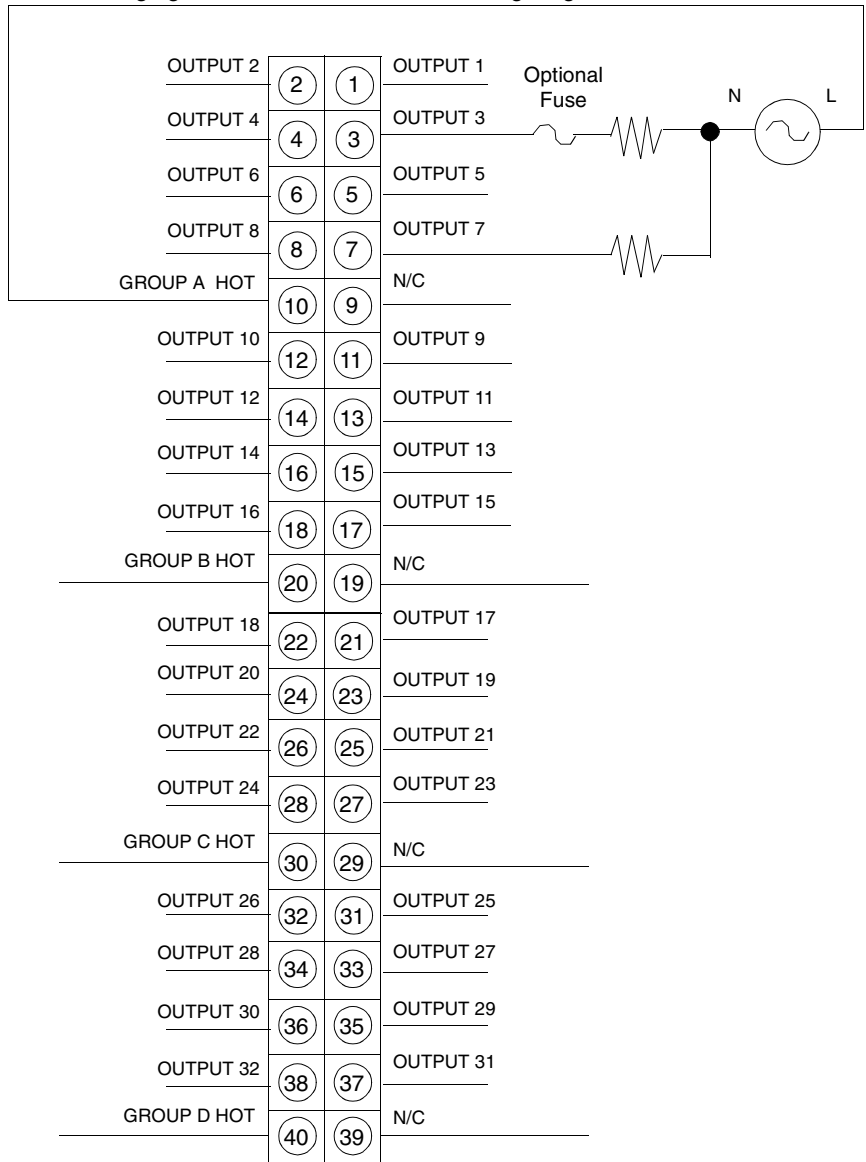 OUTPUT 2 2 1 OUTPUT 1
Optional
Fuse
N L
OUTPUT 4 4 3 OUTPUT 3
OUTPUT 6 6 5 OUTPUT 5
OUTPUT 8 8 7 OUTPUT 7
GROUP A HOT 10 9 N/C
OUTPUT 10 12 11 OUTPUT 9
OUTPUT 12 14 13 OUTPUT 11
OUTPUT 14 16 15 OUTPUT 13
OUTPUT 16 18 17 OUTPUT 15
GROUP B HOT 20 19 N/C
OUTPUT 18 22 21 OUTPUT 17
OUTPUT 20 24 23 OUTPUT 19
OUTPUT 22 26 25 OUTPUT 21
OUTPUT 24 28 27 OUTPUT 23
GROUP C HOT 30 29 N/C
OUTPUT 26 32 31 OUTPUT 25
OUTPUT 28 34 33 OUTPUT 27
OUTPUT 30 36 35 OUTPUT 29
OUTPUT 32 38 37 OUTPUT 31
GROUP D HOT 40 39 N/C